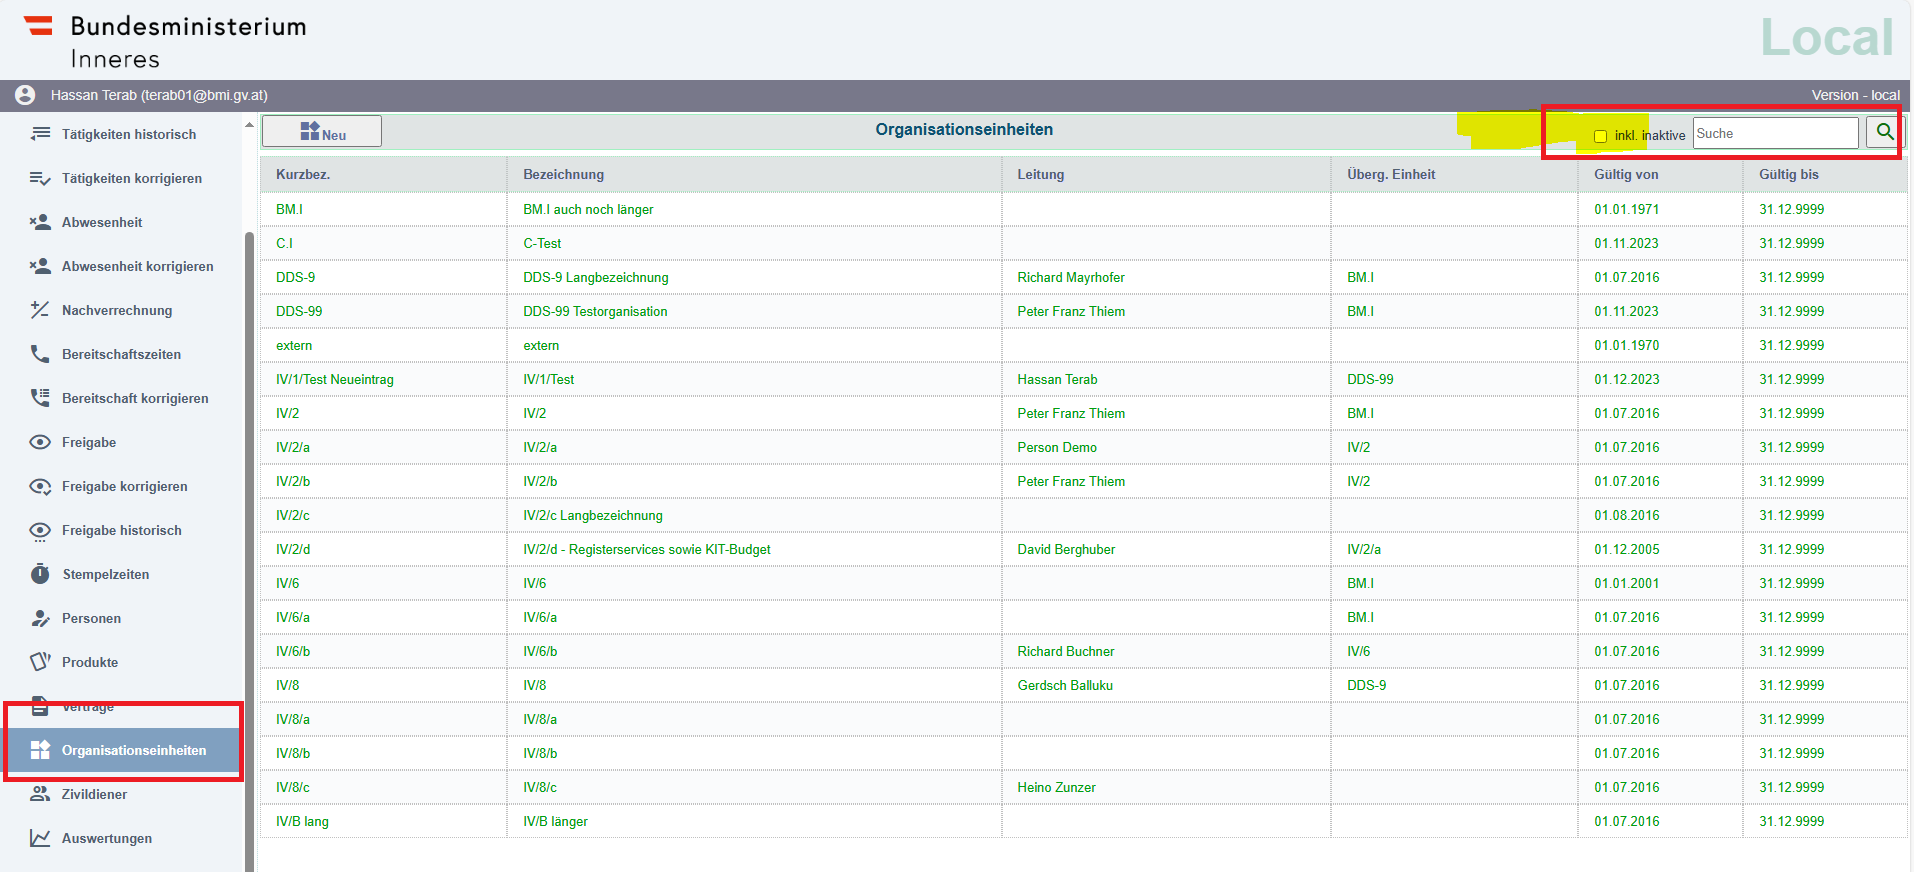 Bundesministerium
Inneres
Local
Hassan Terab (terab01@bmi.gv.at)
Version - local
Tätigkeiten historisch
Tätigkeiten korrigieren
Abwesenheit
Abwesenheit korrigieren
Nachverrechnung
Bereitschaftszeiten
Bereitschaft korrigieren
Freigabe
Freigabe korrigieren
Freigabe historisch
Stempelzeiten
Personen
Produkte
Verträge
Organisationseinheiten
Zivildiener
Auswertungen
Neu
Organisationseinheiten
inkl. inaktive
Suche
Kurzbez. Bezeichnung Leitung Überg. Einheit Gültig von Gültig bis
BM.I BM.I auch noch länger 01.01.1971 31.12.9999
C.I C-Test 01.11.2023 31.12.9999
DDS-9 DDS-9 Langbezeichnung Richard Mayrhofer BM.I 01.07.2016 31.12.9999
DDS-99 DDS-99 Testorganisation Peter Franz Thiem BM.I 01.11.2023 31.12.9999
extern extern 01.01.1970 31.12.9999
IV/1/Test Neueintrag IV/1/Test Hassan Terab DDS-99 01.12.2023 31.12.9999
IV/2 IV/2 Peter Franz Thiem BM.I 01.07.2016 31.12.9999
IV/2/a IV/2/a Person Demo IV/2 01.07.2016 31.12.9999
IV/2/b IV/2/b Peter Franz Thiem IV/2 01.07.2016 31.12.9999
IV/2/c IV/2/c Langbezeichnung 01.08.2016 31.12.9999
IV/2/d IV/2/d - Registerservices sowie KIT-Budget David Berghuber IV/2/a 01.12.2005 31.12.9999
IV/6 IV/6 BM.I 01.01.2001 31.12.9999
IV/6/a IV/6/a BM.I 01.07.2016 31.12.9999
IV/6/b IV/6/b Richard Buchner IV/6 01.07.2016 31.12.9999
IV/8 IV/8 Gerdsch Balluku DDS-9 01.07.2016 31.12.9999
IV/8/a IV/8/a 01.07.2016 31.12.9999
IV/8/b IV/8/b 01.07.2016 31.12.9999
IV/8/c IV/8/c Heino Zunzer 01.07.2016 31.12.9999
IV/B lang IV/B länger 01.07.2016 31.12.9999